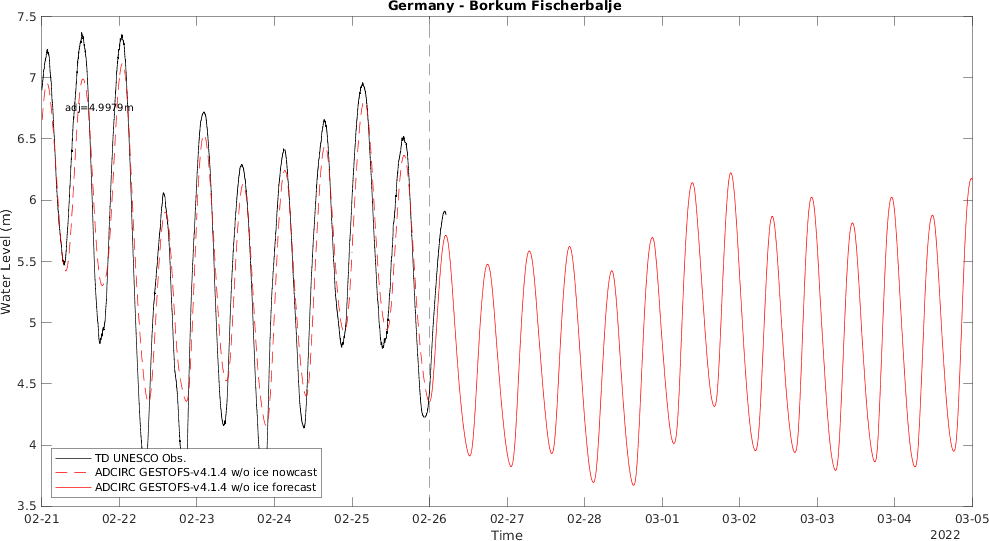 Germany - Borkum Fischerbalje
7.5
7
6.5
6
5.5
5
4.5
4
3.5
Water Level (m)
adj=4.9979m
TD UNESCO Obs.
ADCIRC GESTOFS-v4.1.4 w/o ice nowcast
ADCIRC GESTOFS-v4.1.4 w/o ice forecast
02-21 02-22 02-23 02-24 02-25 02-26 02-27 02-28 03-01 03-02 03-03 03-04 03-05
Time
2022